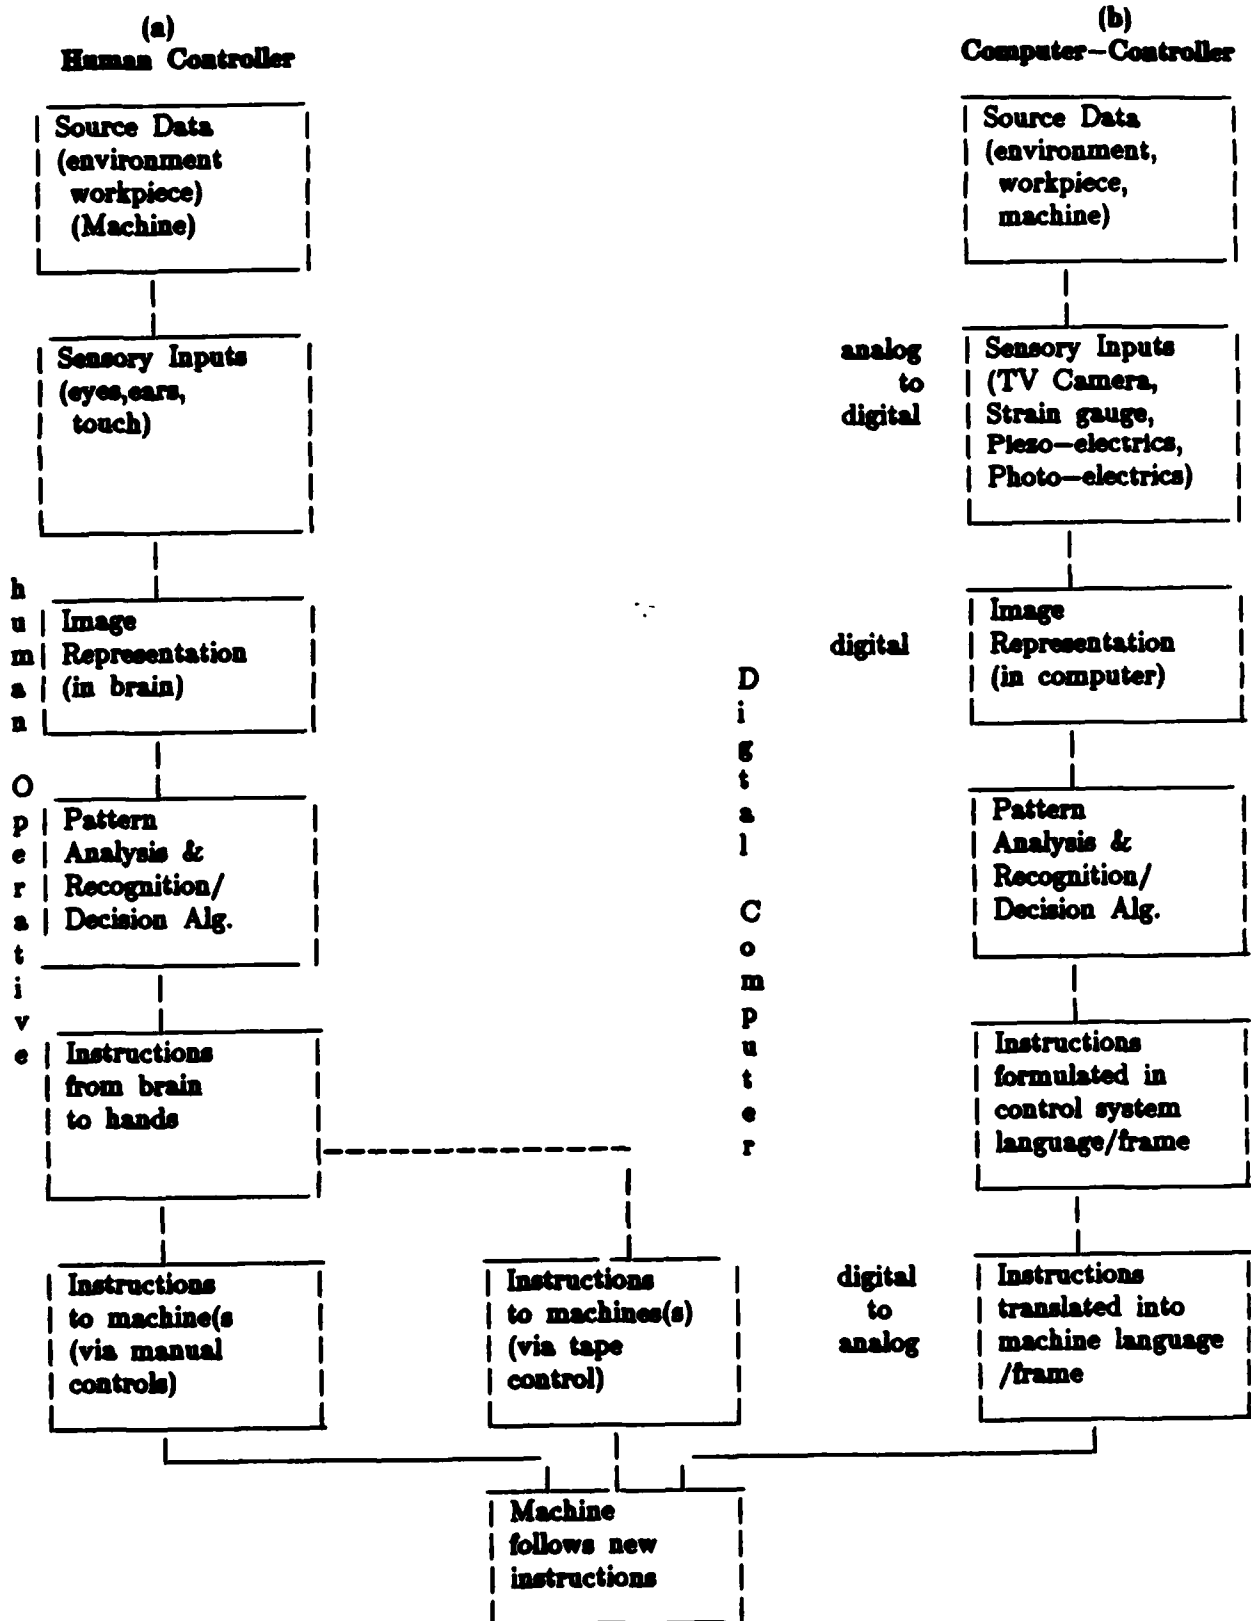 (a)
Human Controller
Source Data
(environment
workpiece)
(Machine)
Sensory Inputs
(eyes,ears,
touch)
human Operative
Image
Representation
(in brain)
Pattern
Analysis &
Recognition/
Decision Alg.
Instructions
from brain
to hands
Instructions
to machine(s
(via manual
controls)
Instructions
to machines(s)
(via tape
control)
(b)
Computer-Controller
Source Data
(environment,
workpiece,
machine)
analog
to
digital
Sensory Inputs
(TV Camera,
Strain gauge,
Piezo-electrics,
Photo-electrics)
digital
Digtal Computer
Image
Representation
(in computer)
Pattern
Analysis &
Recognition/
Decision Alg.
Instructions
formulated in
control system
language/frame
digital
to
analog
Instructions
translated into
machine language
/frame
Machine
follows new
instructions